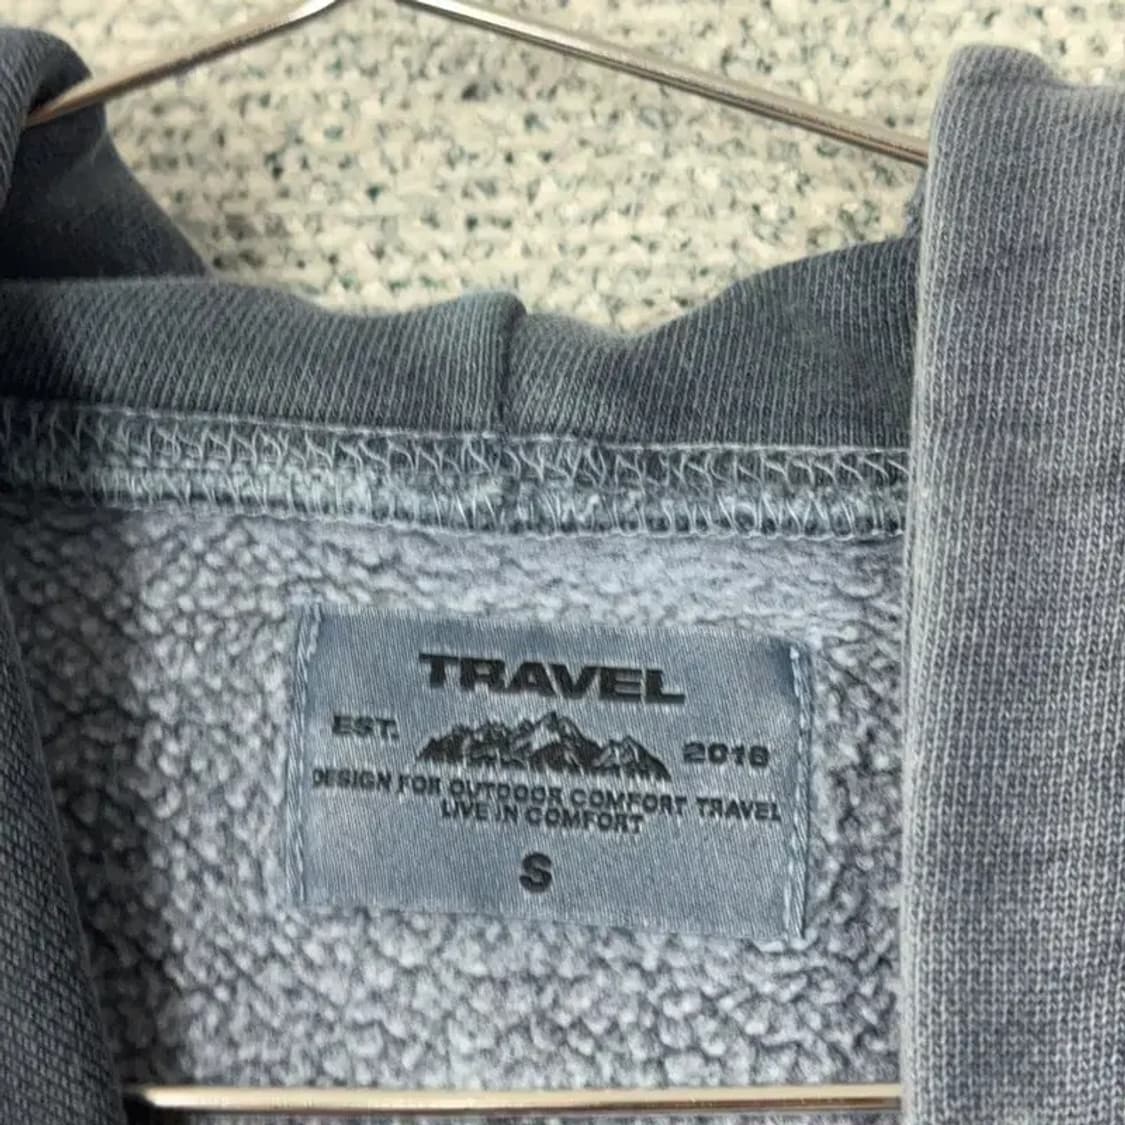 TRAVEL
EST. 2018
DESIGN FOR OUTDOOR COMFORT TRAVEL
LIVE IN COMFORT
S